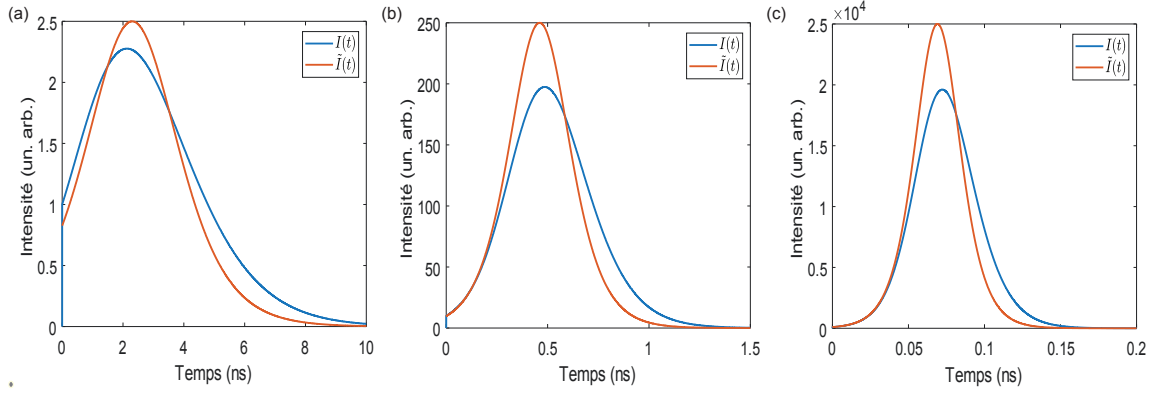 (a)
2.5
2
1.5
1
0.5
0
Intensité (un. arb.)
0 2 4 6 8 10
Temps (ns)
I(t)
Ĩ(t)
(b)
250
200
150
100
50
0
Intensité (un. arb.)
0 0.5 1 1.5
Temps (ns)
I(t)
Ĩ(t)
(c)
×10⁴
2.5
2
1.5
1
0.5
0
Intensité (un. arb.)
0 0.05 0.1 0.15 0.2
Temps (ns)
I(t)
Ĩ(t)